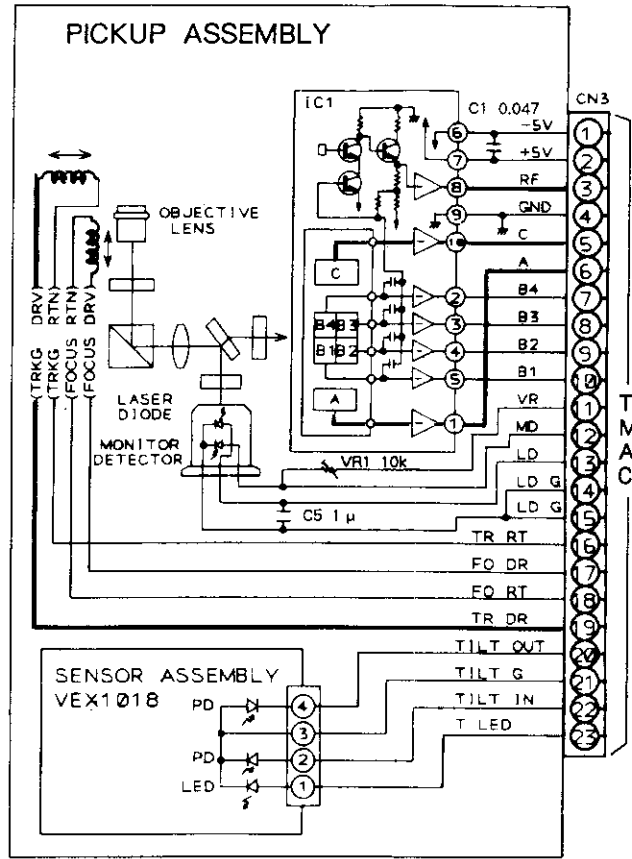 PICKUP ASSEMBLY
IC1
C1 0.047
CN3
6
-5V
1
7
+5V
2
8
RF
3
9
GND
4
10
C
5
A
6
OBJECTIVE
LENS
C
2
B4
7
B4 B3
3
B3
8
B1 B2
4
B2
9
5
B1
10
A
1
VR
11
(TRKG DRV)
(TRKG RTN)
(FOCUS RTN)
(FOCUS DRV)
LASER
DIODE
MONITOR
DETECTOR
VR1 10k
MD
12
LD
13
LD G
14
C5 1μ
LD G
15
TR RT
16
FO DR
17
FO RT
18
TR DR
19
TMAC
SENSOR ASSEMBLY
VEX1018
TILT OUT
20
PD
4
TILT G
21
3
TILT IN
22
PD
2
T LED
23
LED
1